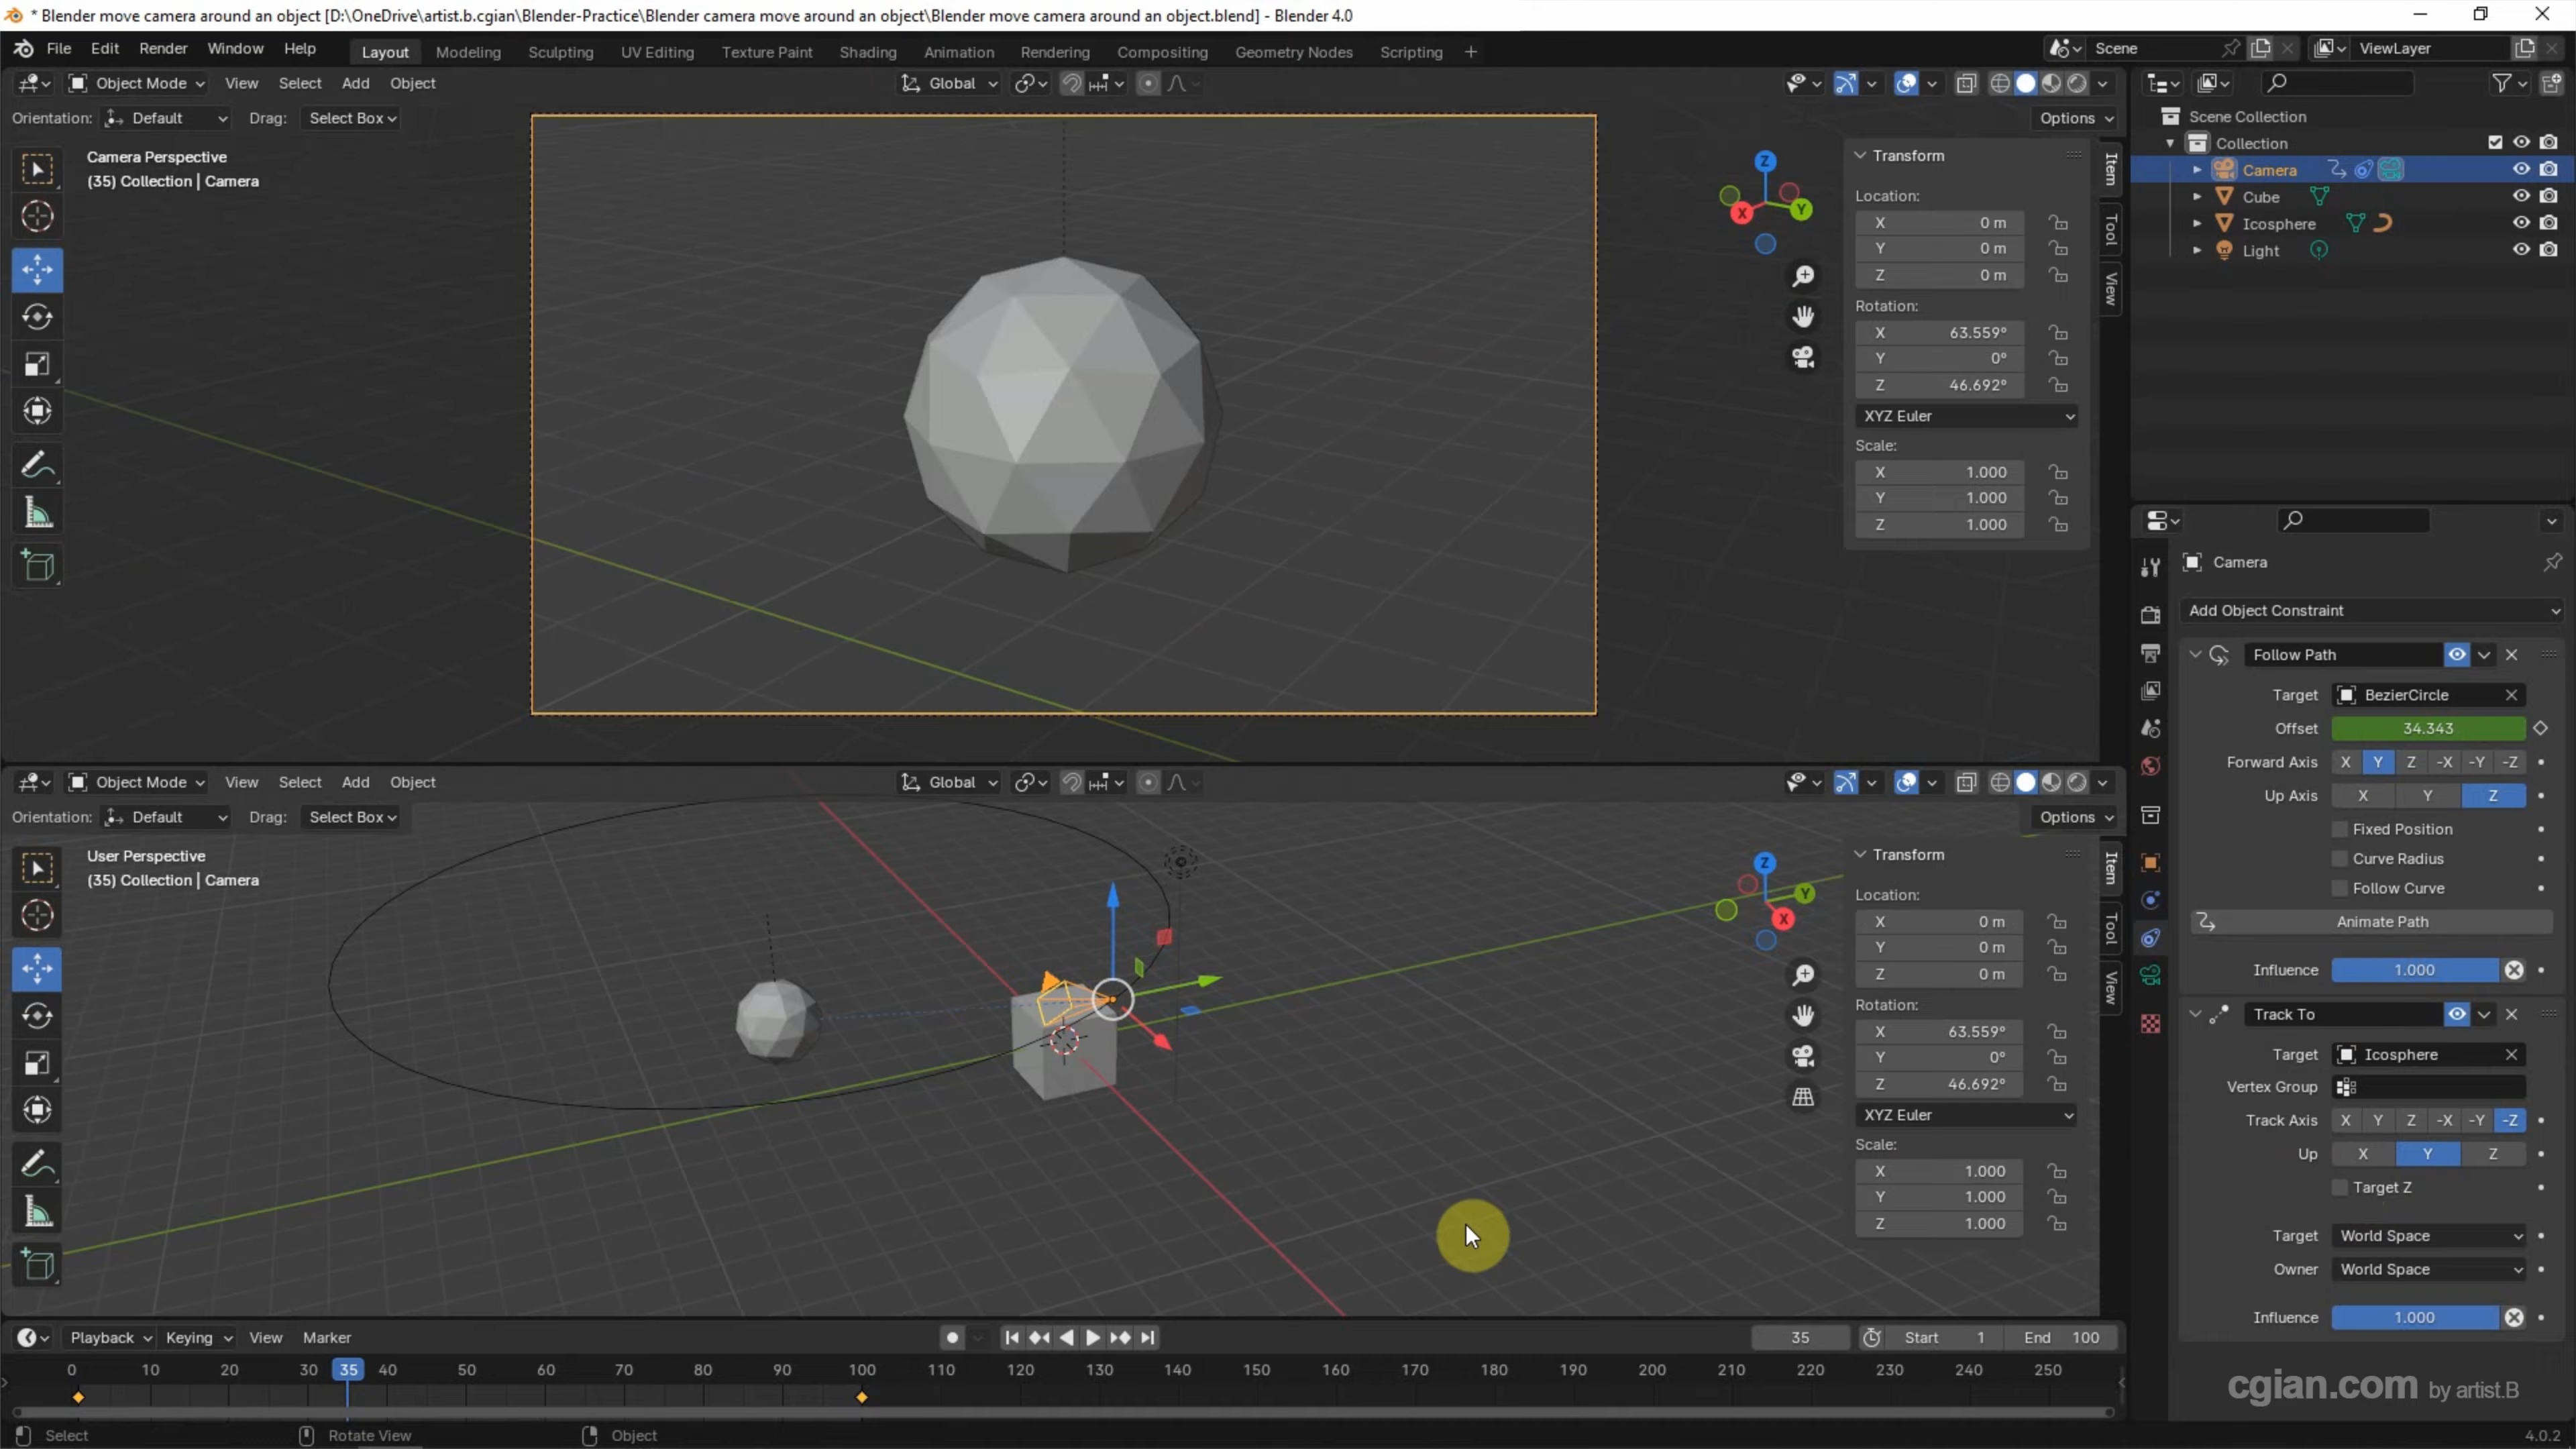 * Blender move camera around an object [D:\OneDrive\artist.b.cgian\Blender-Practice\Blender camera move around an object\Blender move camera around an object.blend] - Blender 4.0
File Edit Render Window Help Layout Modeling Sculpting UV Editing Texture Paint Shading Animation Rendering Compositing Geometry Nodes Scripting + Scene ViewLayer
Object Mode View Select Add Object Global
Orientation: Default Drag: Select Box Options
Camera Perspective
(35) Collection | Camera
Z
X
Y
Transform
Location:
X 0 m
Y 0 m
Z 0 m
Rotation:
X 63.559°
Y 0°
Z 46.692°
XYZ Euler
Scale:
X 1.000
Y 1.000
Z 1.000
Item
Tool
View
Scene Collection
Collection
Camera
Cube
Icosphere
Light
Object Mode View Select Add Object Global
Orientation: Default Drag: Select Box Options
User Perspective
(35) Collection | Camera
Z
Y
X
Transform
Location:
X 0 m
Y 0 m
Z 0 m
Rotation:
X 63.559°
Y 0°
Z 46.692°
XYZ Euler
Scale:
X 1.000
Y 1.000
Z 1.000
Item
Tool
View
Camera
Add Object Constraint
Follow Path
Target BezierCircle
Offset 34.343
Forward Axis X Y Z -X -Y -Z
Up Axis X Y Z
Fixed Position
Curve Radius
Follow Curve
Animate Path
Influence 1.000
Track To
Target Icosphere
Vertex Group
Track Axis X Y Z -X -Y -Z
Up X Y Z
Target Z
Target World Space
Owner World Space
Influence 1.000
Playback Keying View Marker 35 Start 1 End 100
0 10 20 30 35 40 50 60 70 80 90 100 110 120 130 140 150 160 170 180 190 200 210 220 230 240 250
cgian.com by artist.B
Select Rotate View Object 4.0.2